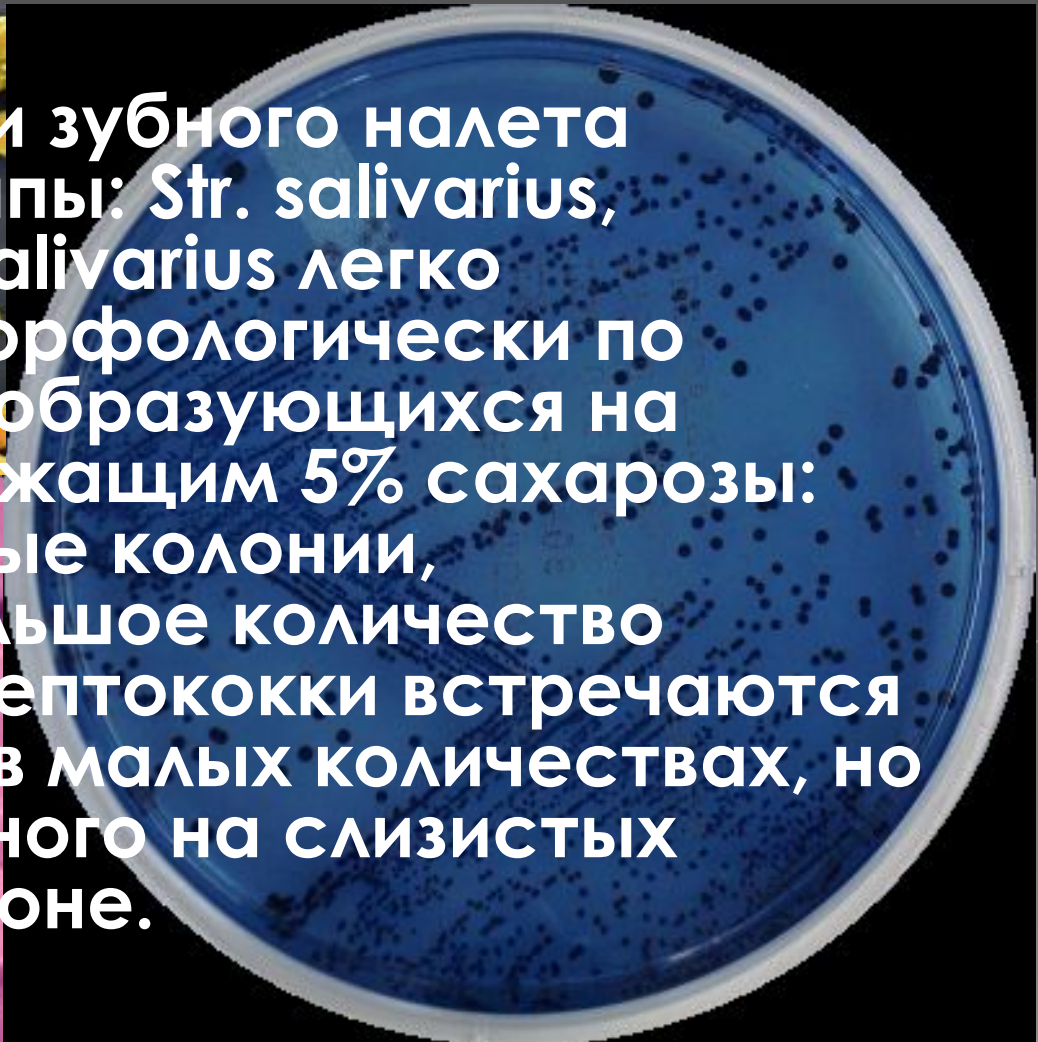 и зубного налета
пы: Str. salivarius,
alivarius легко
орфологически по
образующихся на
жащим 5% сахарозы:
ые колонии,
льшое количество
ептококки встречаются
в малых количествах, но
ного на слизистых
оне.